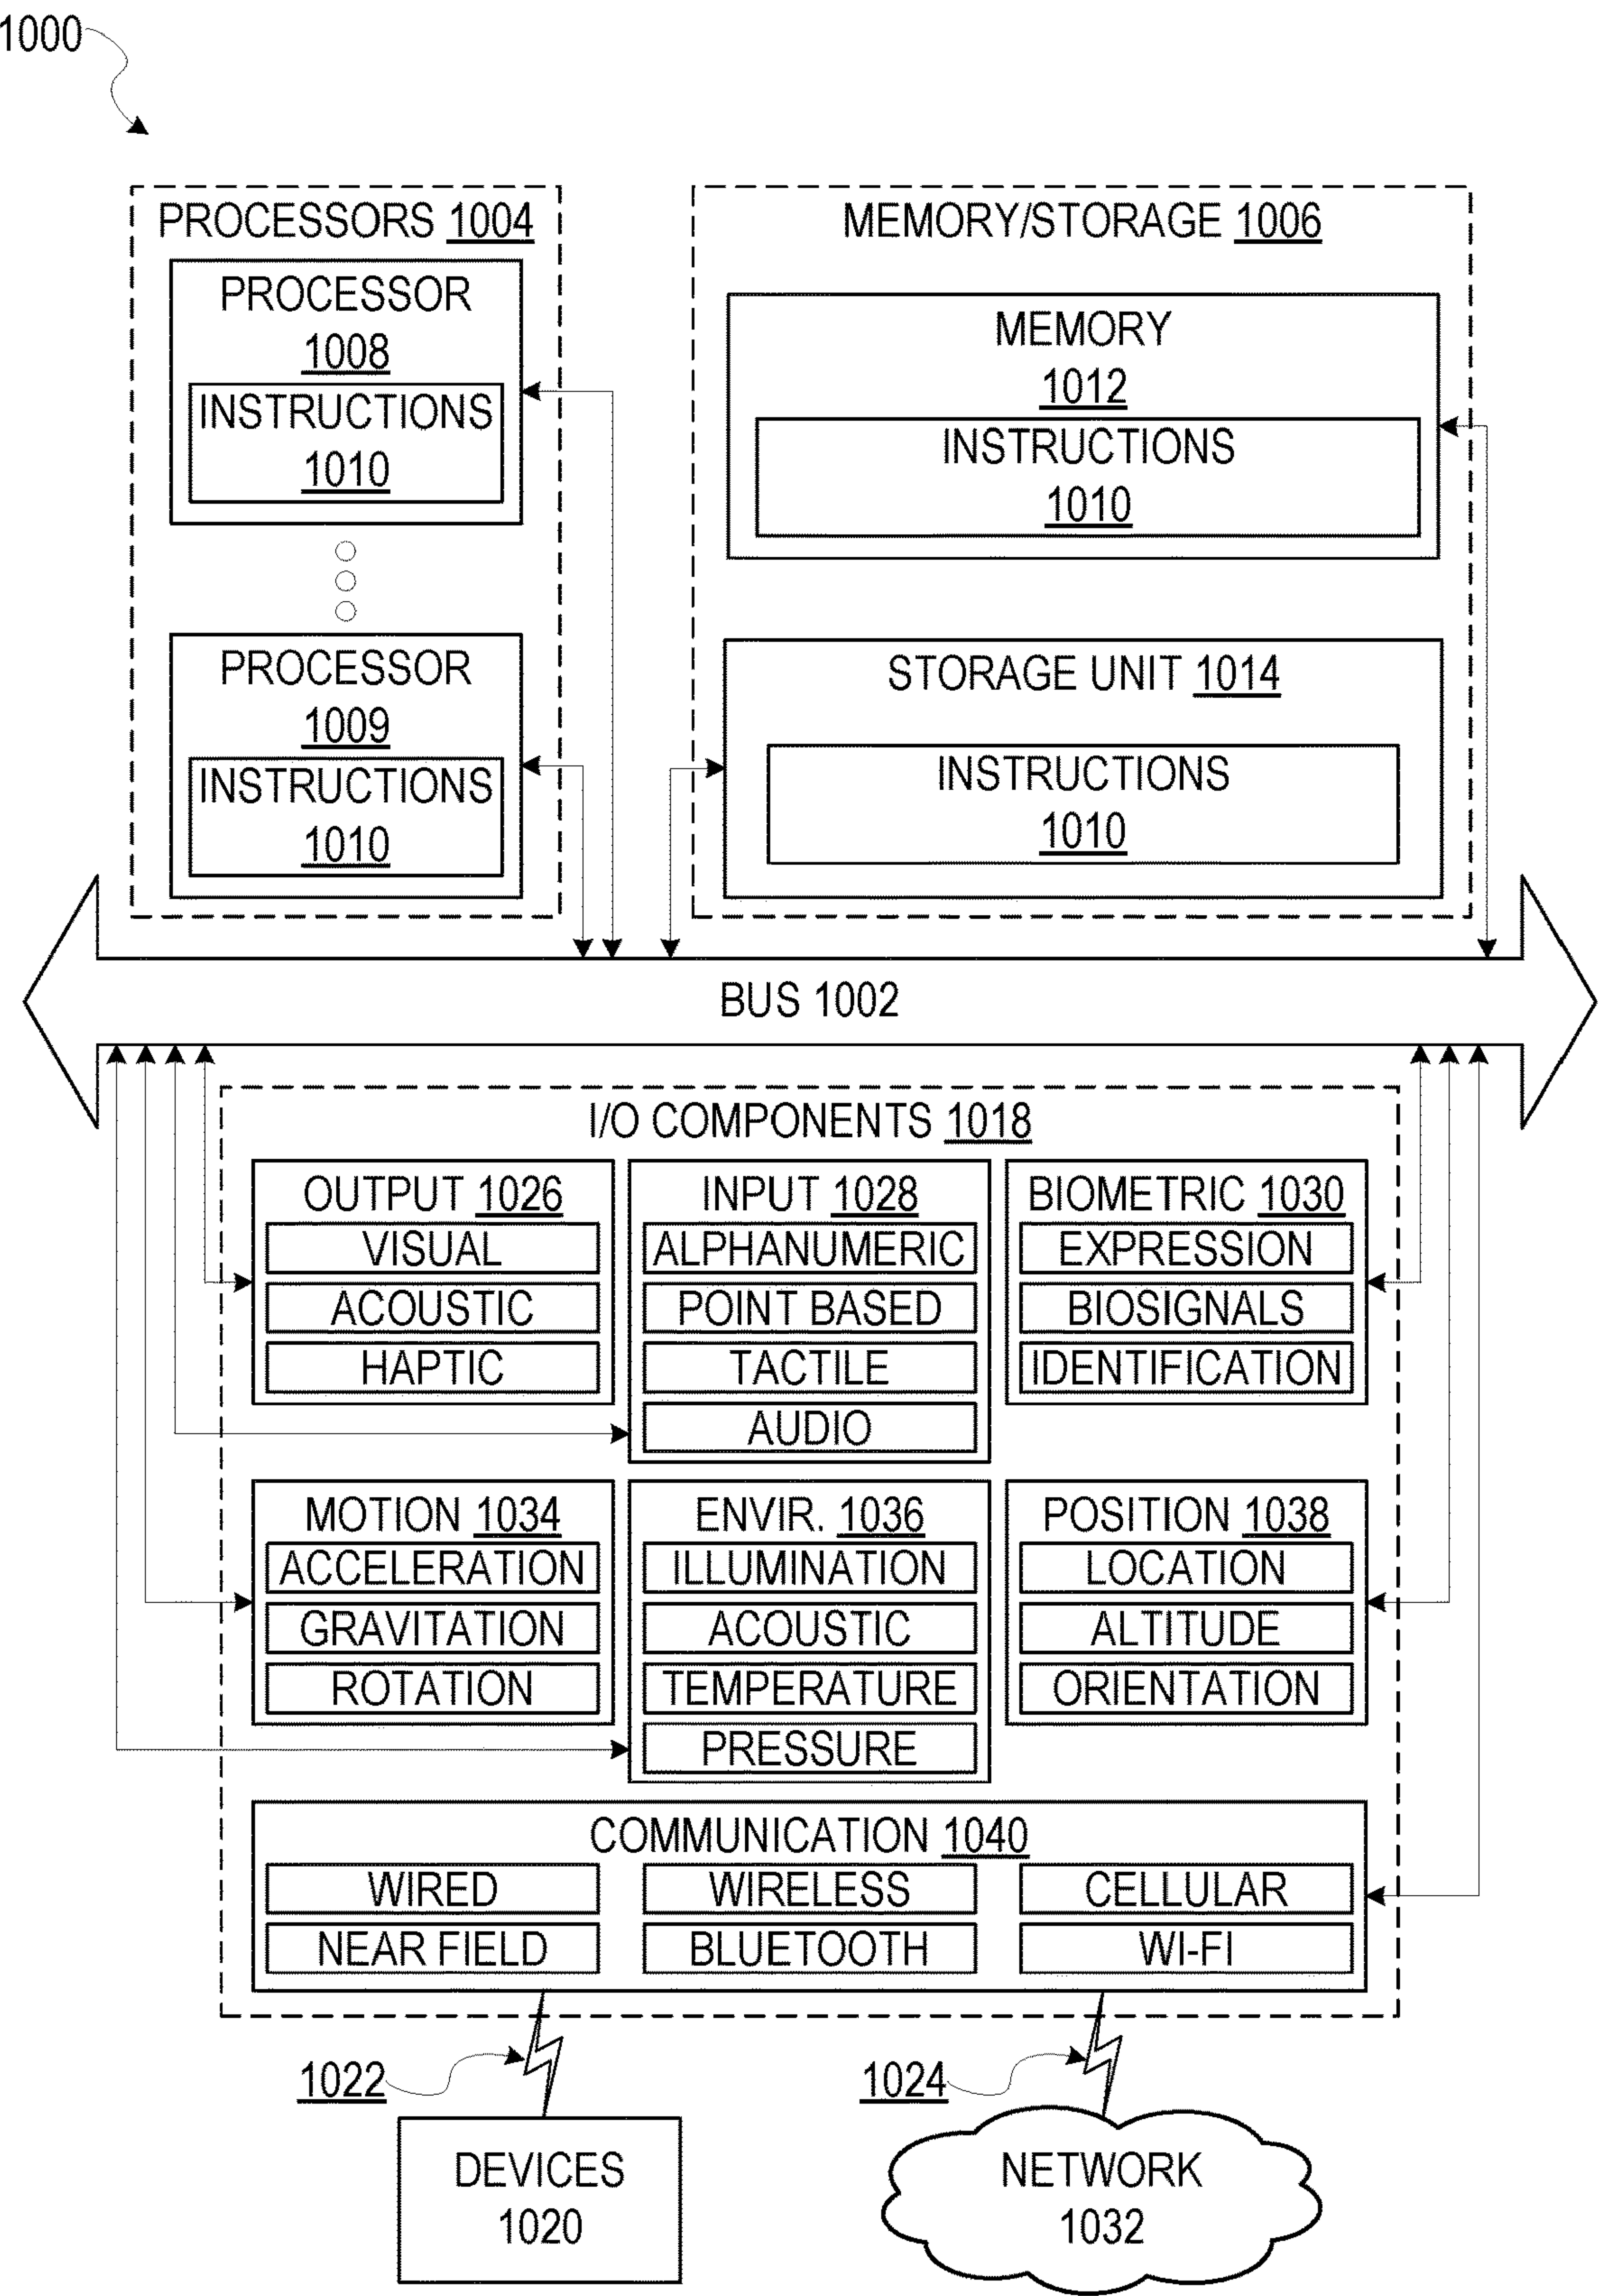 1000
PROCESSORS 1004
PROCESSOR
1008
INSTRUCTIONS
1010
PROCESSOR
1009
INSTRUCTIONS
1010
MEMORY/STORAGE 1006
MEMORY
1012
INSTRUCTIONS
1010
STORAGE UNIT 1014
INSTRUCTIONS
1010
BUS 1002
I/O COMPONENTS 1018
OUTPUT 1026
VISUAL
ACOUSTIC
HAPTIC
INPUT 1028
ALPHANUMERIC
POINT BASED
TACTILE
AUDIO
BIOMETRIC 1030
EXPRESSION
BIOSIGNALS
IDENTIFICATION
MOTION 1034
ACCELERATION
GRAVITATION
ROTATION
ENVIR. 1036
ILLUMINATION
ACOUSTIC
TEMPERATURE
PRESSURE
POSITION 1038
LOCATION
ALTITUDE
ORIENTATION
COMMUNICATION 1040
WIRED
WIRELESS
CELLULAR
NEAR FIELD
BLUETOOTH
WI-FI
1022
1024
DEVICES
1020
NETWORK
1032